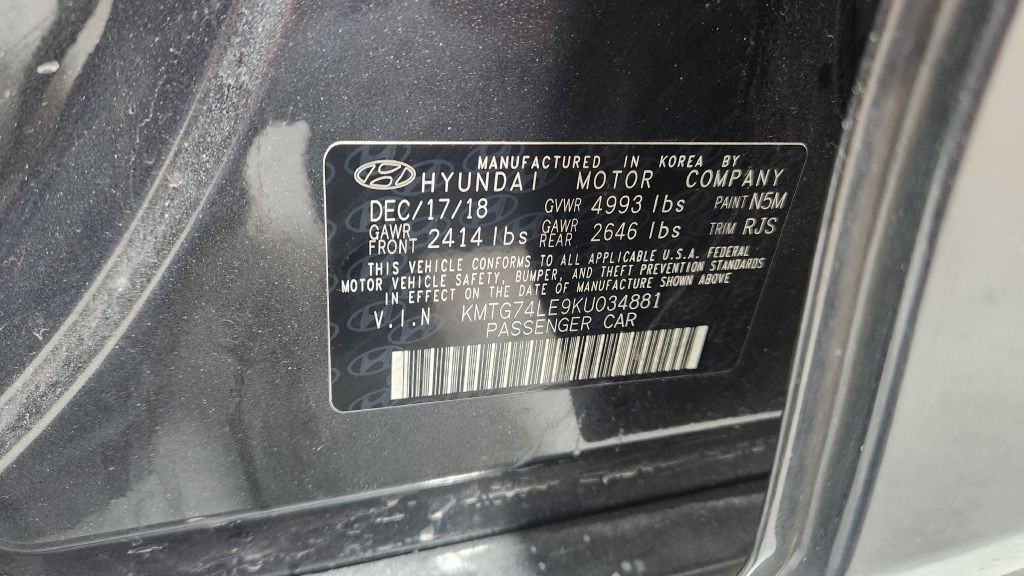 MANUFACTURED IN KOREA BY
HYUNDAI MOTOR COMPANY
DEC/17/18 GVWR 4993 lbs PAINT N5M
GAWR FRONT 2414 lbs GAWR REAR 2646 lbs TRIM RJS
THIS VEHICLE CONFORMS TO ALL APPLICABLE U.S.A. FEDERAL
MOTOR VEHICLE SAFETY, BUMPER, AND THEFT PREVENTION STANDARDS
IN EFFECT ON THE DATE OF MANUFACTURE SHOWN ABOVE
V.I.N KMTG74LE9KU034881
PASSENGER CAR